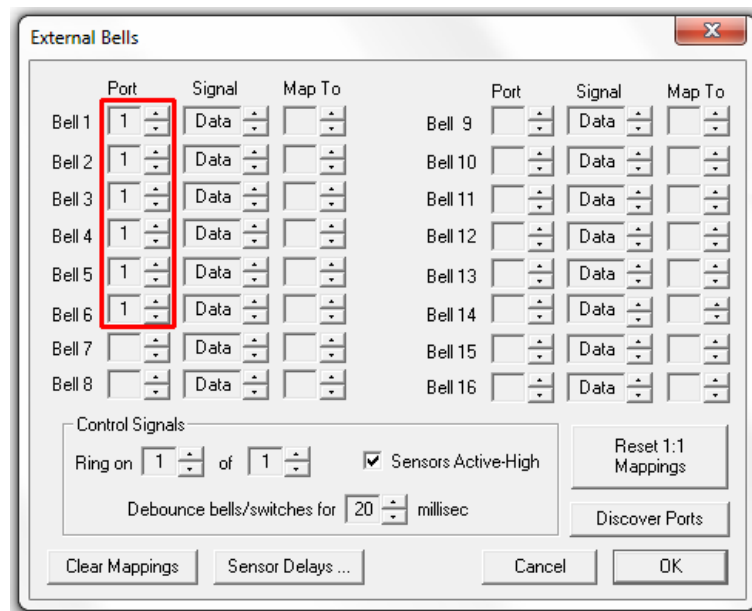 External Bells
Port Signal Map To Port Signal Map To
Bell 1 1 Data Bell 9 Data
Bell 2 1 Data Bell 10 Data
Bell 3 1 Data Bell 11 Data
Bell 4 1 Data Bell 12 Data
Bell 5 1 Data Bell 13 Data
Bell 6 1 Data Bell 14 Data
Bell 7 Data Bell 15 Data
Bell 8 Data Bell 16 Data
Control Signals
Ring on 1 of 1 Sensors Active-High
Debounce bells/switches for 20 millisec
Reset 1:1
Mappings
Discover Ports
Clear Mappings Sensor Delays ... Cancel OK